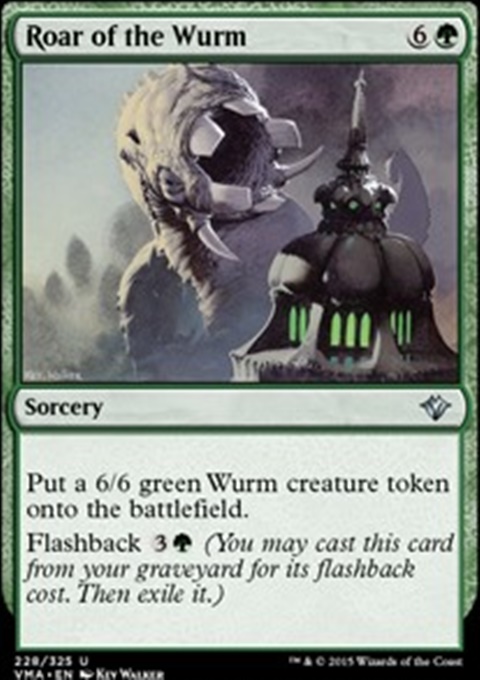 Roar of the Wurm 6
Sorcery
Put a 6/6 green Wurm creature token
onto the battlefield.
Flashback 3 (You may cast this card
from your graveyard for its flashback
cost. Then exile it.)
228/325 U
VMA • EN Kev Walker
™ & © 2015 Wizards of the Coast